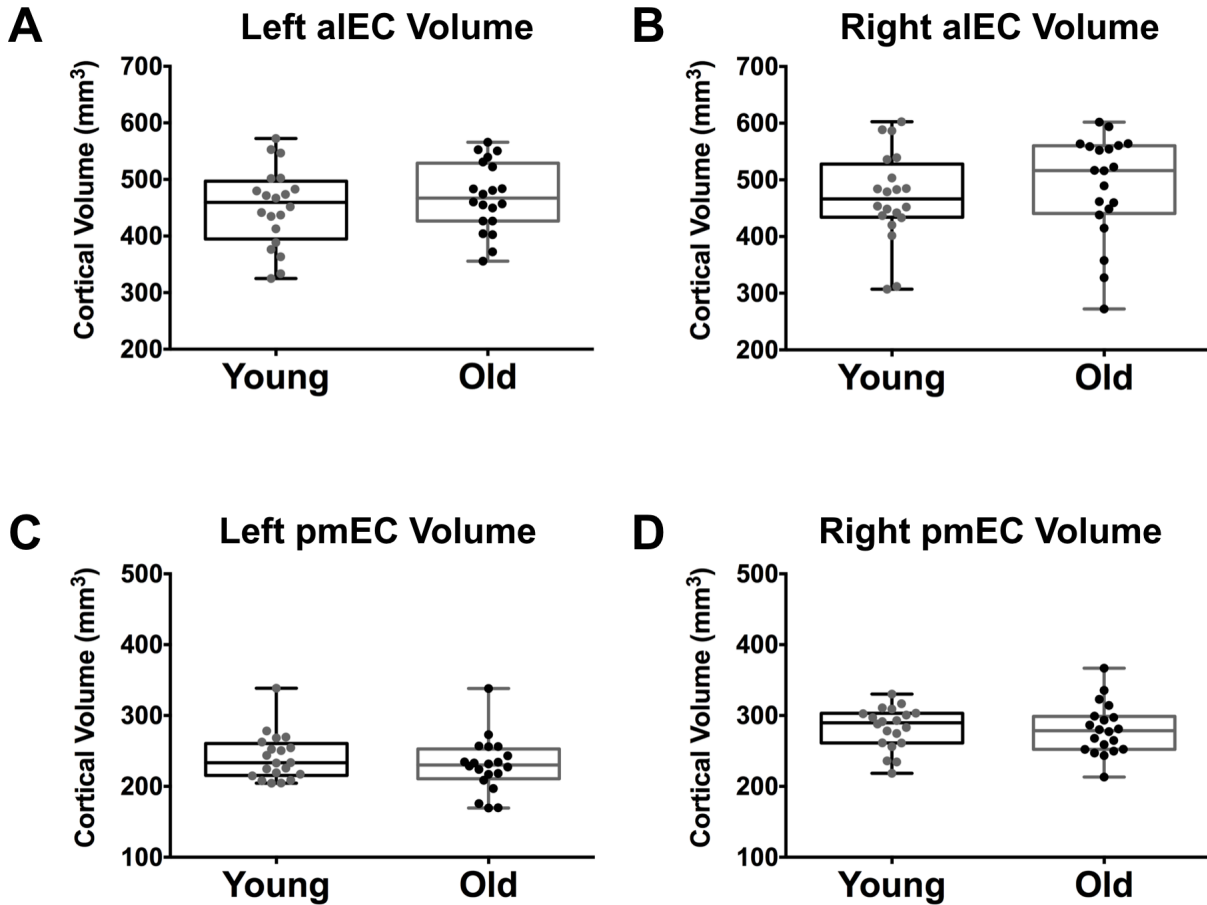 A
Left alEC Volume
Cortical Volume (mm³)
700
600
500
400
300
200
Young
Old
B
Right alEC Volume
Cortical Volume (mm³)
700
600
500
400
300
200
Young
Old
C
Left pmEC Volume
Cortical Volume (mm³)
500
400
300
200
100
Young
Old
D
Right pmEC Volume
Cortical Volume (mm³)
500
400
300
200
100
Young
Old